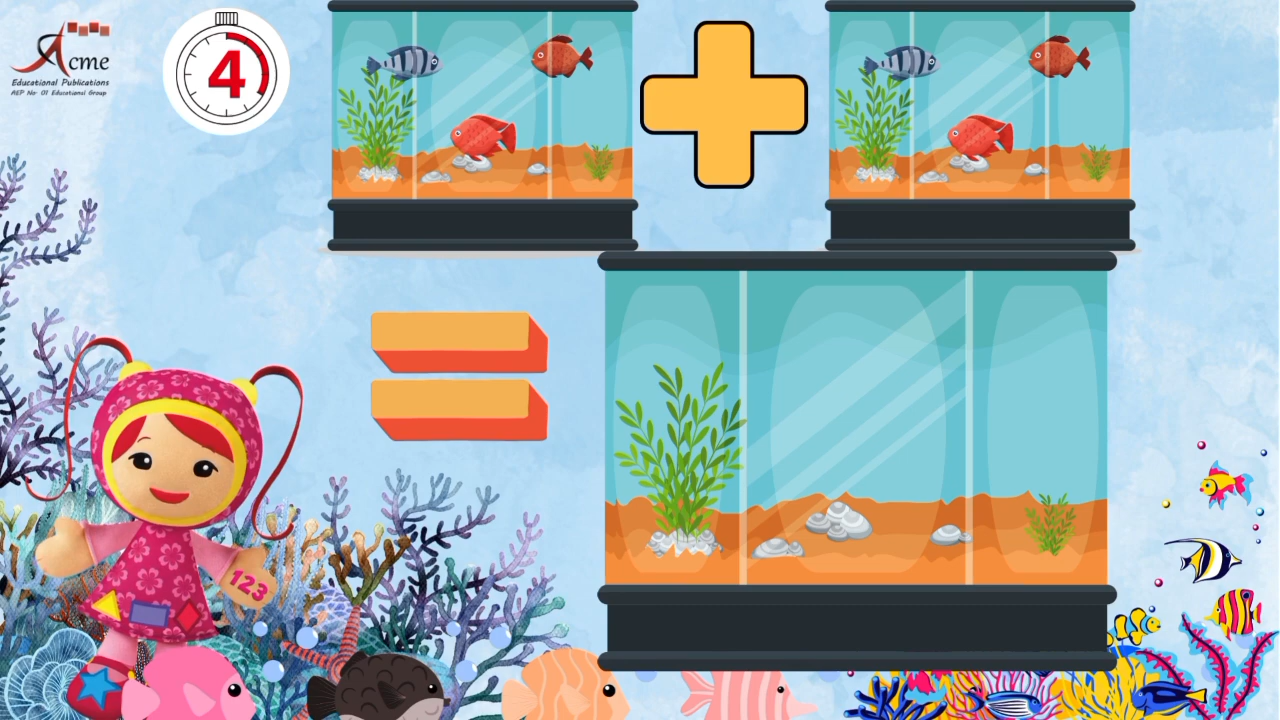 Acme
Educational Publications
AEP No- 01 Educational Group
4
123